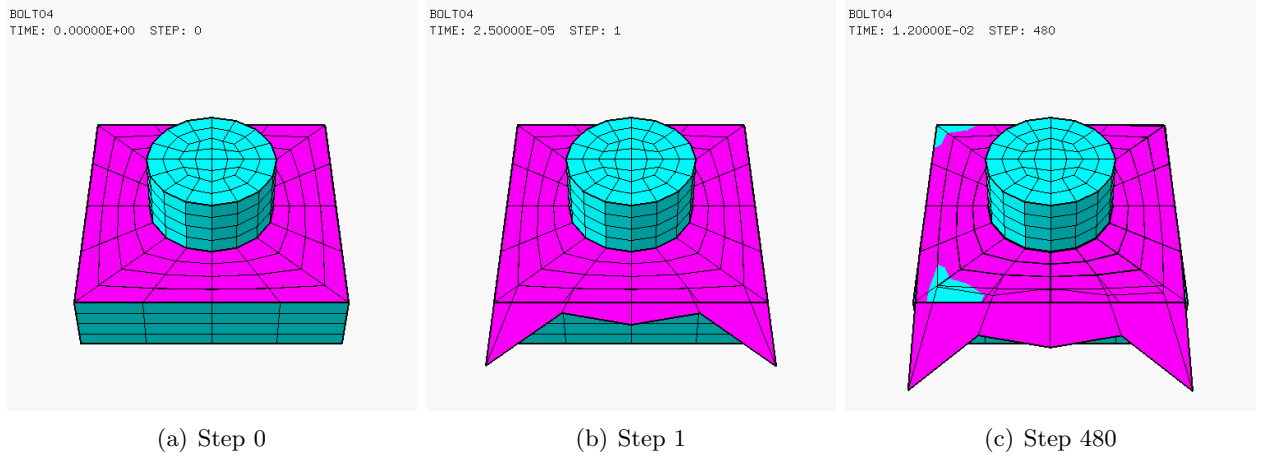 BOLT04
TIME: 0.00000E+00 STEP: 0
BOLT04
TIME: 2.50000E-05 STEP: 1
BOLT04
TIME: 1.20000E-02 STEP: 480
(a) Step 0
(b) Step 1
(c) Step 480